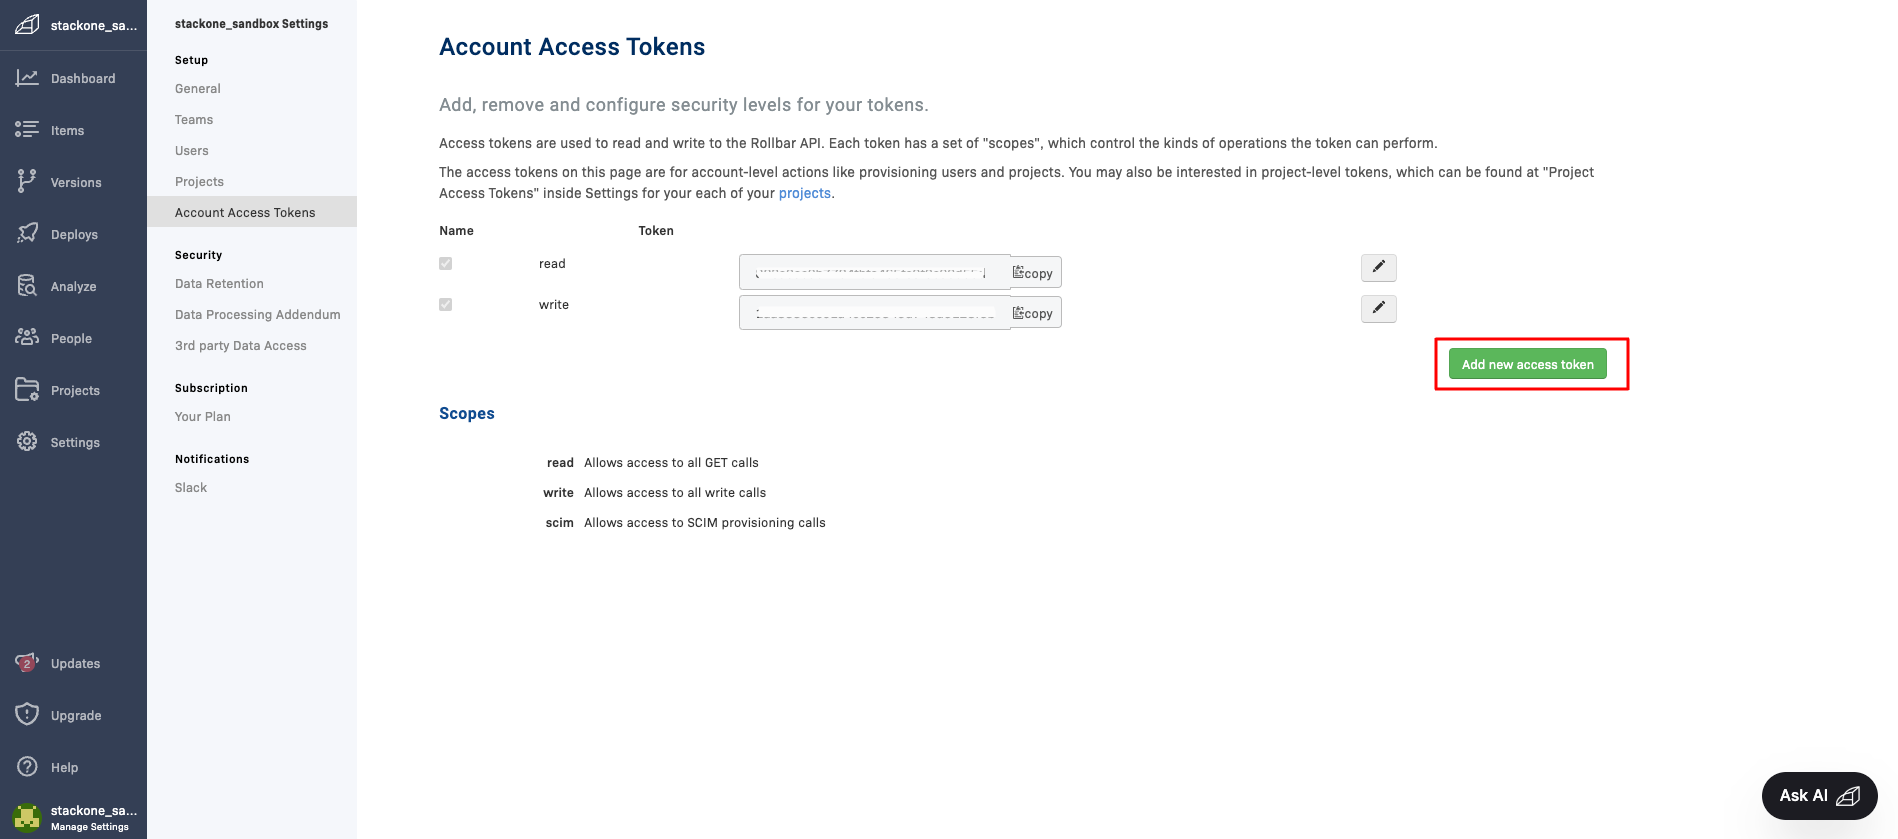 stackone_sa...
Dashboard
Items
Versions
Deploys
Analyze
People
Projects
Settings
2
Updates
Upgrade
Help
stackone_sa...
Manage Settings
stackone_sandbox Settings
Setup
General
Teams
Users
Projects
Account Access Tokens
Security
Data Retention
Data Processing Addendum
3rd party Data Access
Subscription
Your Plan
Notifications
Slack
Account Access Tokens
Add, remove and configure security levels for your tokens.
Access tokens are used to read and write to the Rollbar API. Each token has a set of "scopes", which control the kinds of operations the token can perform.
The access tokens on this page are for account-level actions like provisioning users and projects. You may also be interested in project-level tokens, which can be found at "Project
Access Tokens" inside Settings for your each of your projects.
Name Token
read copy
write copy
Add new access token
Scopes
read Allows access to all GET calls
write Allows access to all write calls
scim Allows access to SCIM provisioning calls
Ask AI